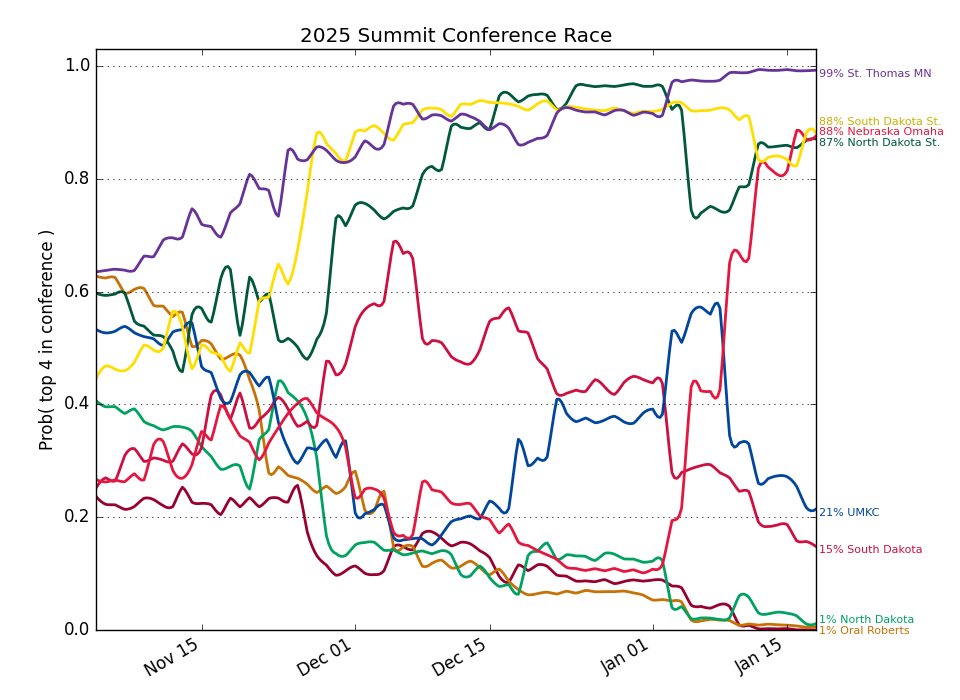 2025 Summit Conference Race
Prob( top 4 in conference )
1.0
0.8
0.6
0.4
0.2
0.0
Nov 15
Dec 01
Dec 15
Jan 01
Jan 15
99% St. Thomas MN
88% South Dakota St.
88% Nebraska Omaha
87% North Dakota St.
21% UMKC
15% South Dakota
1% North Dakota
1% Oral Roberts